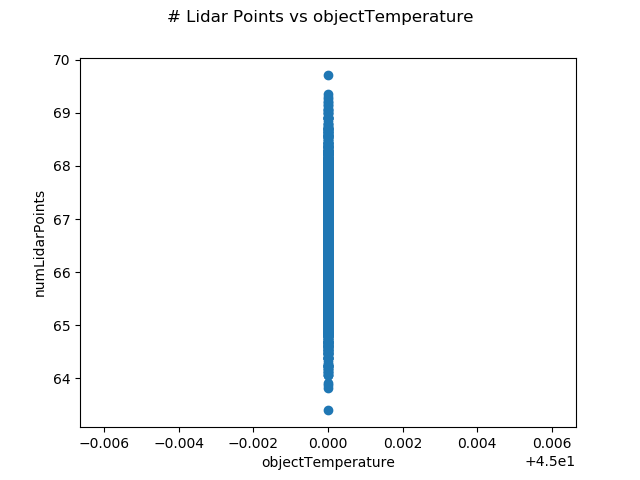 # Lidar Points vs objectTemperature
70
69
68
67
66
65
64
numLidarPoints
−0.006 −0.004 −0.002 0.000 0.002 0.004 0.006
+4.5e1
objectTemperature